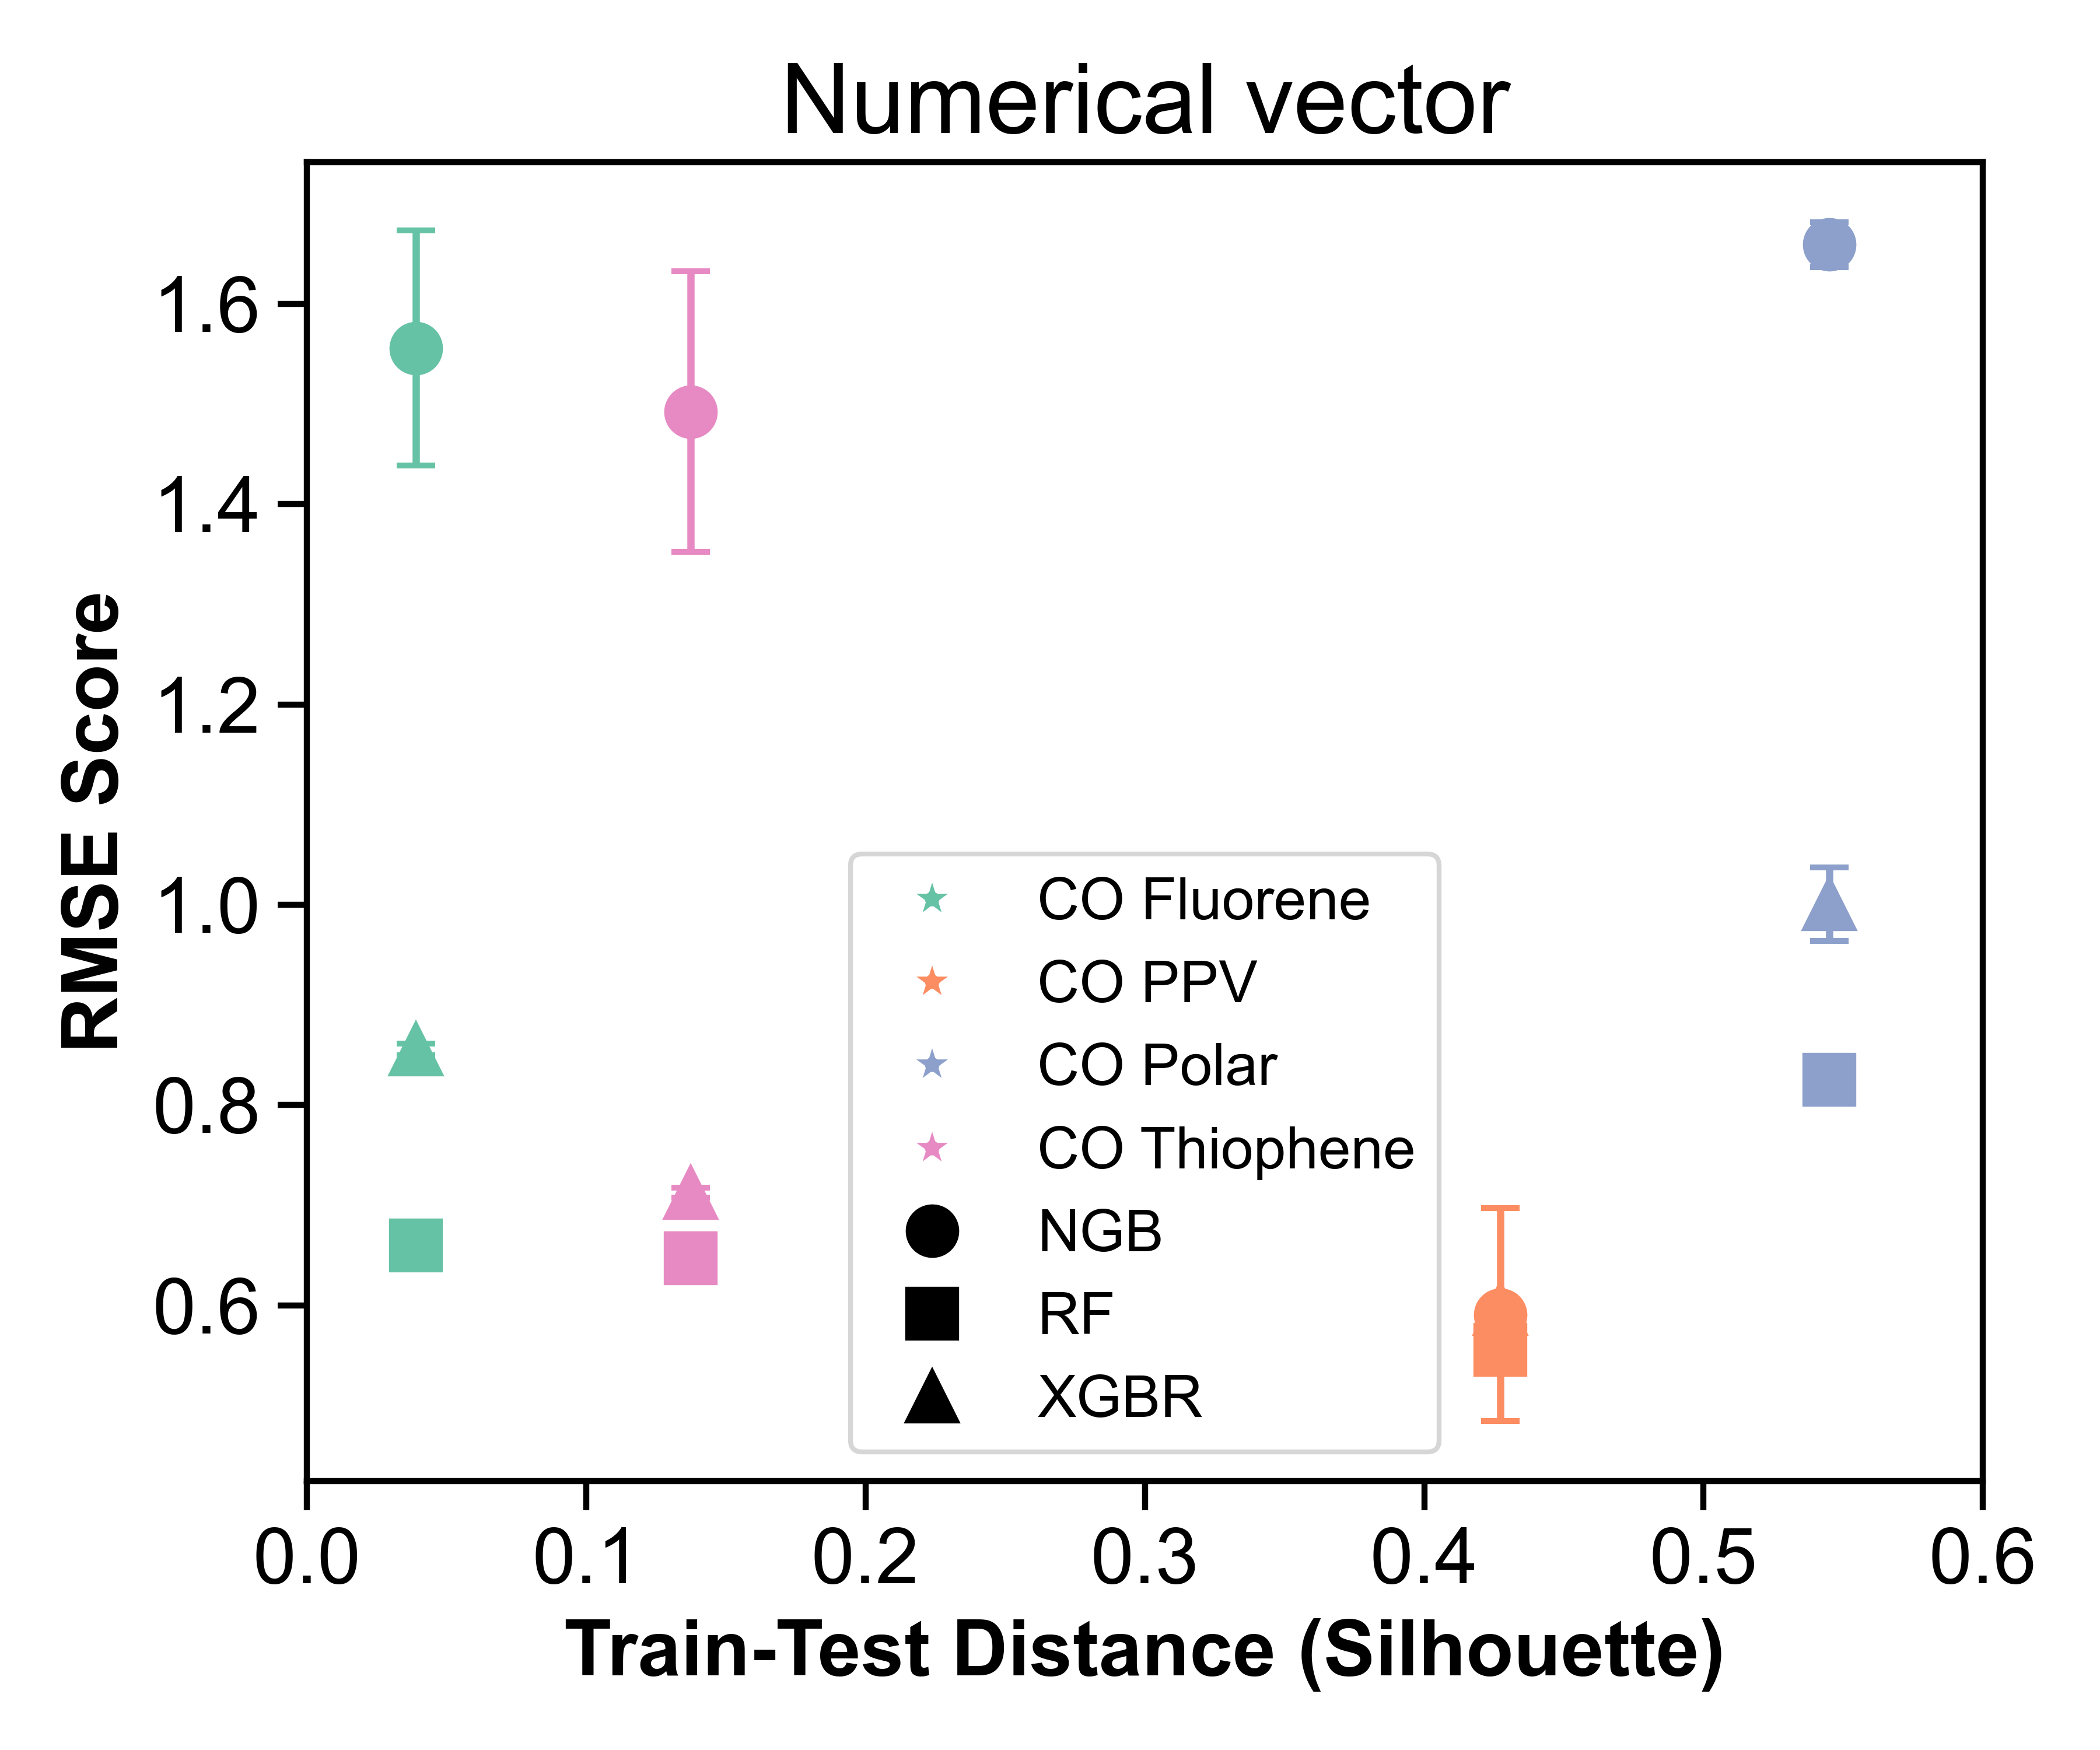 Numerical vector
RMSE Score
1.6
1.4
1.2
1.0
0.8
0.6
CO Fluorene
CO PPV
CO Polar
CO Thiophene
NGB
RF
XGBR
0.0 0.1 0.2 0.3 0.4 0.5 0.6
Train-Test Distance (Silhouette)